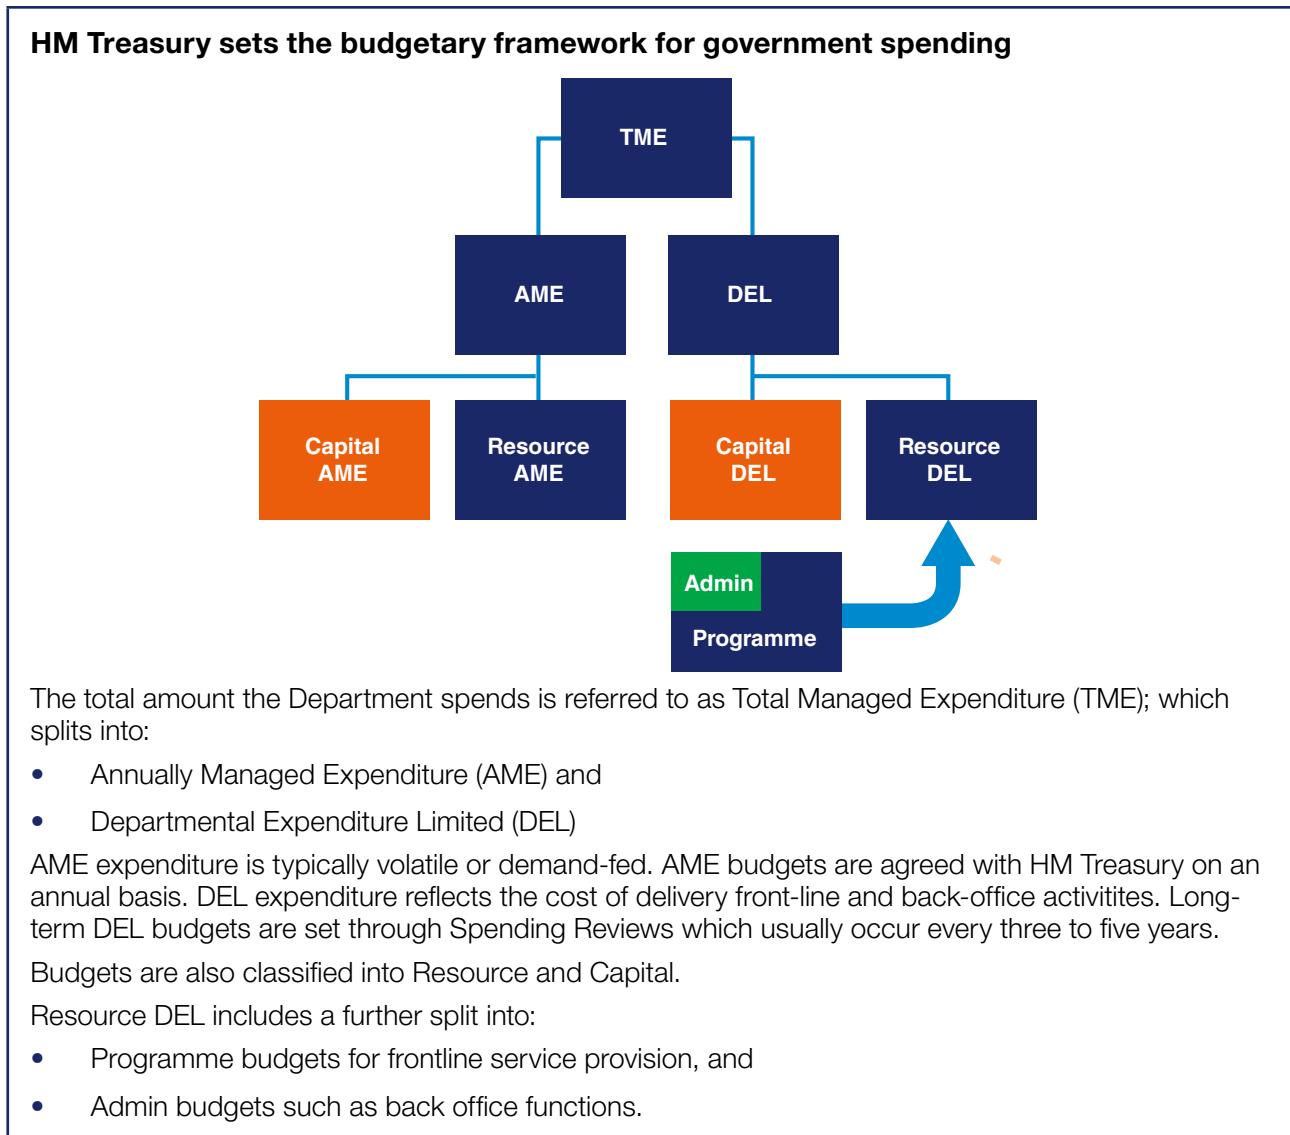 HM Treasury sets the budgetary framework for government spending
TME
AME
DEL
Capital
AME
Resource
AME
Capital
DEL
Resource
DEL
Admin
Programme
The total amount the Department spends is referred to as Total Managed Expenditure (TME); which
splits into:
• Annually Managed Expenditure (AME) and
• Departmental Expenditure Limited (DEL)
AME expenditure is typically volatile or demand-fed. AME budgets are agreed with HM Treasury on an
annual basis. DEL expenditure reflects the cost of delivery front-line and back-office activitites. Long-
term DEL budgets are set through Spending Reviews which usually occur every three to five years.
Budgets are also classified into Resource and Capital.
Resource DEL includes a further split into:
• Programme budgets for frontline service provision, and
• Admin budgets such as back office functions.